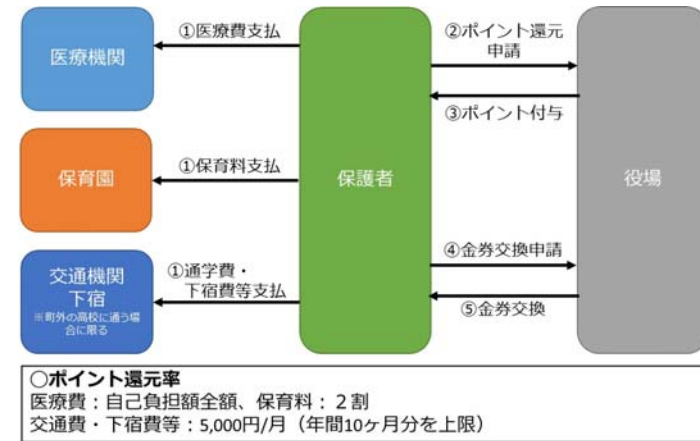 ①医療費支払
医療機関
②ポイント還元
申請
③ポイント付与
保育園
①保育料支払
保護者
役場
交通機関
下宿
※町外の高校に通う場
合に限る
①通学費・
下宿費等支払
④金券交換申請
⑤金券交換
○ポイント還元率
医療費：自己負担額全額、保育料：２割
交通費・下宿費等：5,000円/月（年間10ヶ月分を上限）